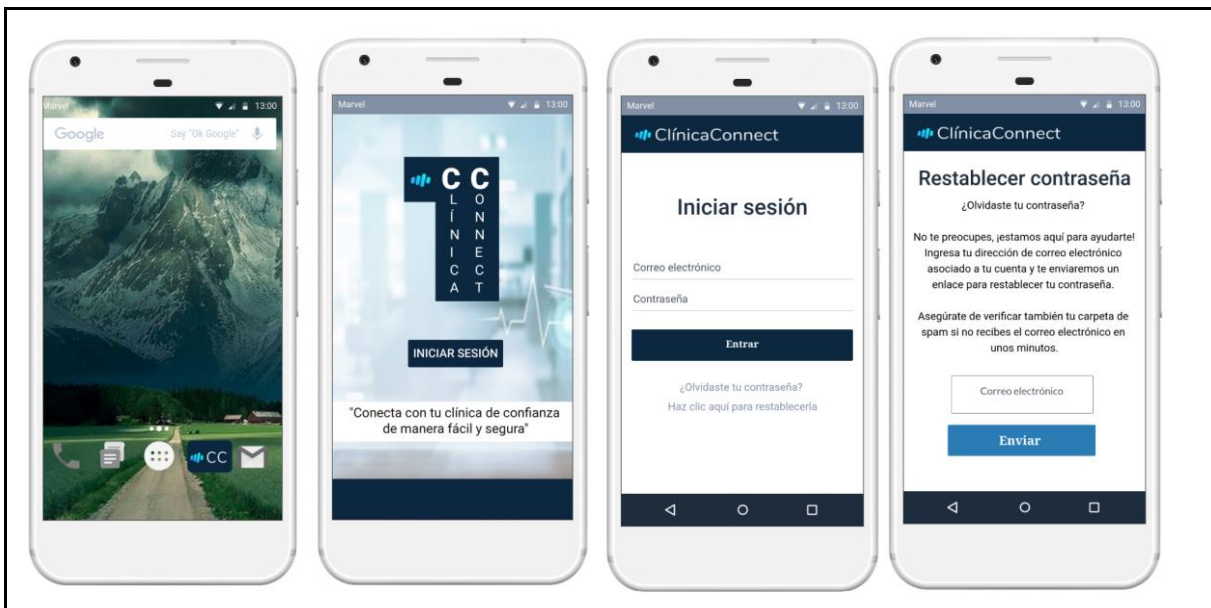 Marvel
13:00
Google
Say "Ok Google"
CC
Marvel
13:00
C C
LÍNICA
ONNECT
INICIAR SESIÓN
"Conecta con tu clínica de confianza
de manera fácil y segura"
Marvel
13:00
ClínicaConnect
Iniciar sesión
Correo electrónico
Contraseña
Entrar
¿Olvidaste tu contraseña?
Haz clic aquí para restablecerla
Marvel
13:00
ClínicaConnect
Restablecer contraseña
¿Olvidaste tu contraseña?
No te preocupes, ¡estamos aquí para ayudarte!
Ingresa tu dirección de correo electrónico
asociado a tu cuenta y te enviaremos un
enlace para restablecer tu contraseña.
Asegúrate de verificar también tu carpeta de
spam si no recibes el correo electrónico en
unos minutos.
Correo electrónico
Enviar